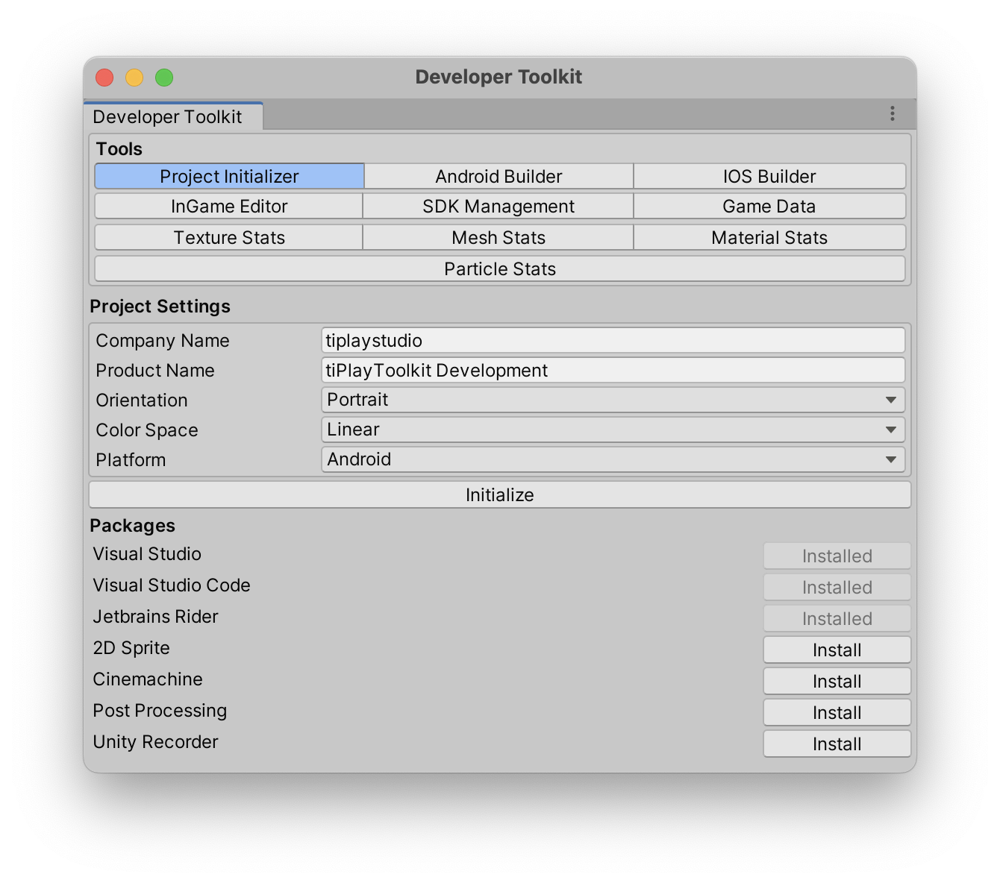 Developer Toolkit
Developer Toolkit
Tools
Project Initializer Android Builder IOS Builder
InGame Editor SDK Management Game Data
Texture Stats Mesh Stats Material Stats
Particle Stats
Project Settings
Company Name tiplaystudio
Product Name tiPlayToolkit Development
Orientation Portrait
Color Space Linear
Platform Android
Initialize
Packages
Visual Studio Installed
Visual Studio Code Installed
Jetbrains Rider Installed
2D Sprite Install
Cinemachine Install
Post Processing Install
Unity Recorder Install